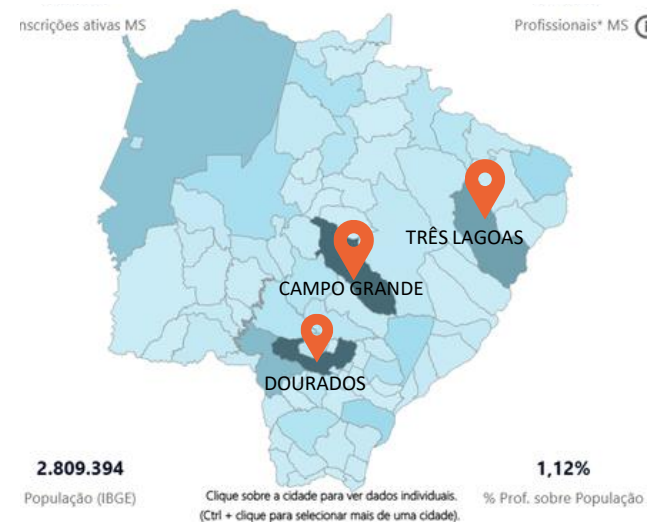 nscrições ativas MS
Profissionais* MS
TRÊS LAGOAS
CAMPO GRANDE
DOURADOS
2.809.394
População (IBGE)
Clique sobre a cidade para ver dados individuais.
(Ctrl + clique para selecionar mais de uma cidade).
1,12%
% Prof. sobre População